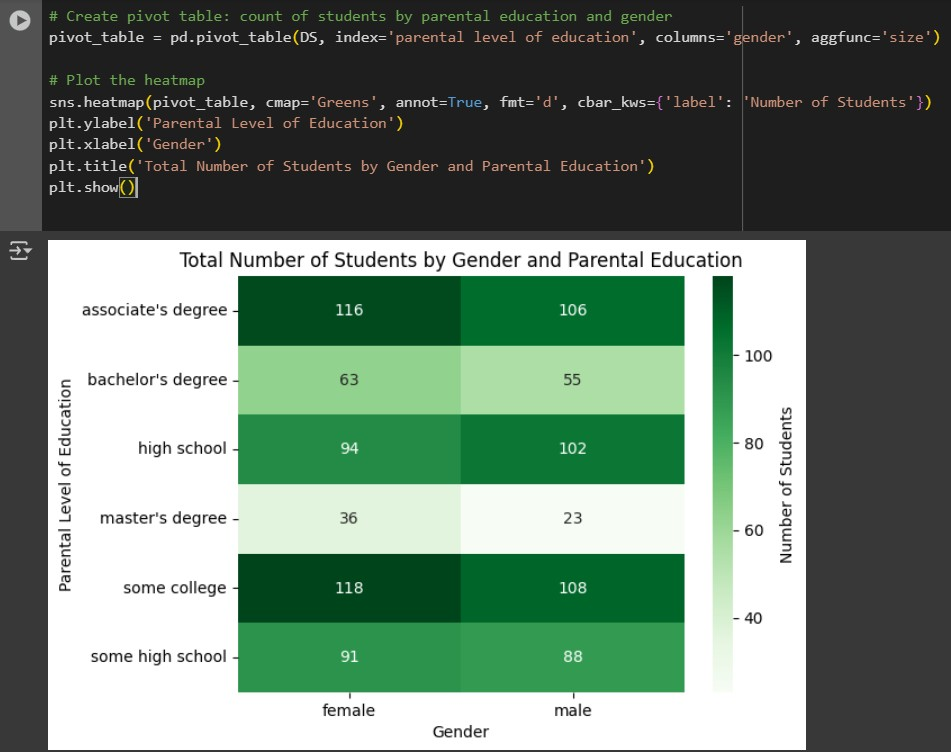 # Create pivot table: count of students by parental education and gender
pivot_table = pd.pivot_table(DS, index='parental level of education', columns='gender', aggfunc='size')
# Plot the heatmap
sns.heatmap(pivot_table, cmap='Greens', annot=True, fmt='d', cbar_kws={'label': 'Number of Students'})
plt.ylabel('Parental Level of Education')
plt.xlabel('Gender')
plt.title('Total Number of Students by Gender and Parental Education')
plt.show()
Total Number of Students by Gender and Parental Education
Parental Level of Education
associate's degree 116 106
bachelor's degree 63 55
high school 94 102
master's degree 36 23
some college 118 108
some high school 91 88
female male
Gender
100
80
60
40
Number of Students